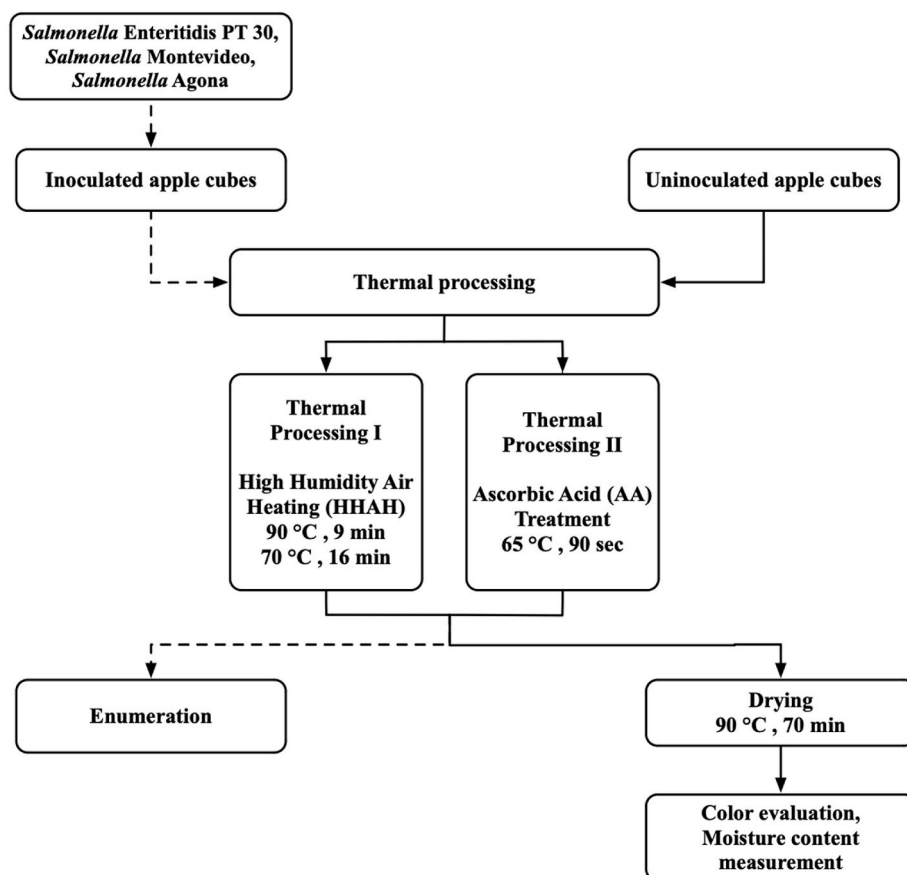 Salmonella Enteritidis PT 30,
Salmonella Montevideo,
Salmonella Agona
Inoculated apple cubes
Uninoculated apple cubes
Thermal processing
Thermal
Processing I
High Humidity Air
Heating (HHAH)
90 °C , 9 min
70 °C , 16 min
Thermal
Processing II
Ascorbic Acid (AA)
Treatment
65 °C , 90 sec
Enumeration
Drying
90 °C , 70 min
Color evaluation,
Moisture content
measurement